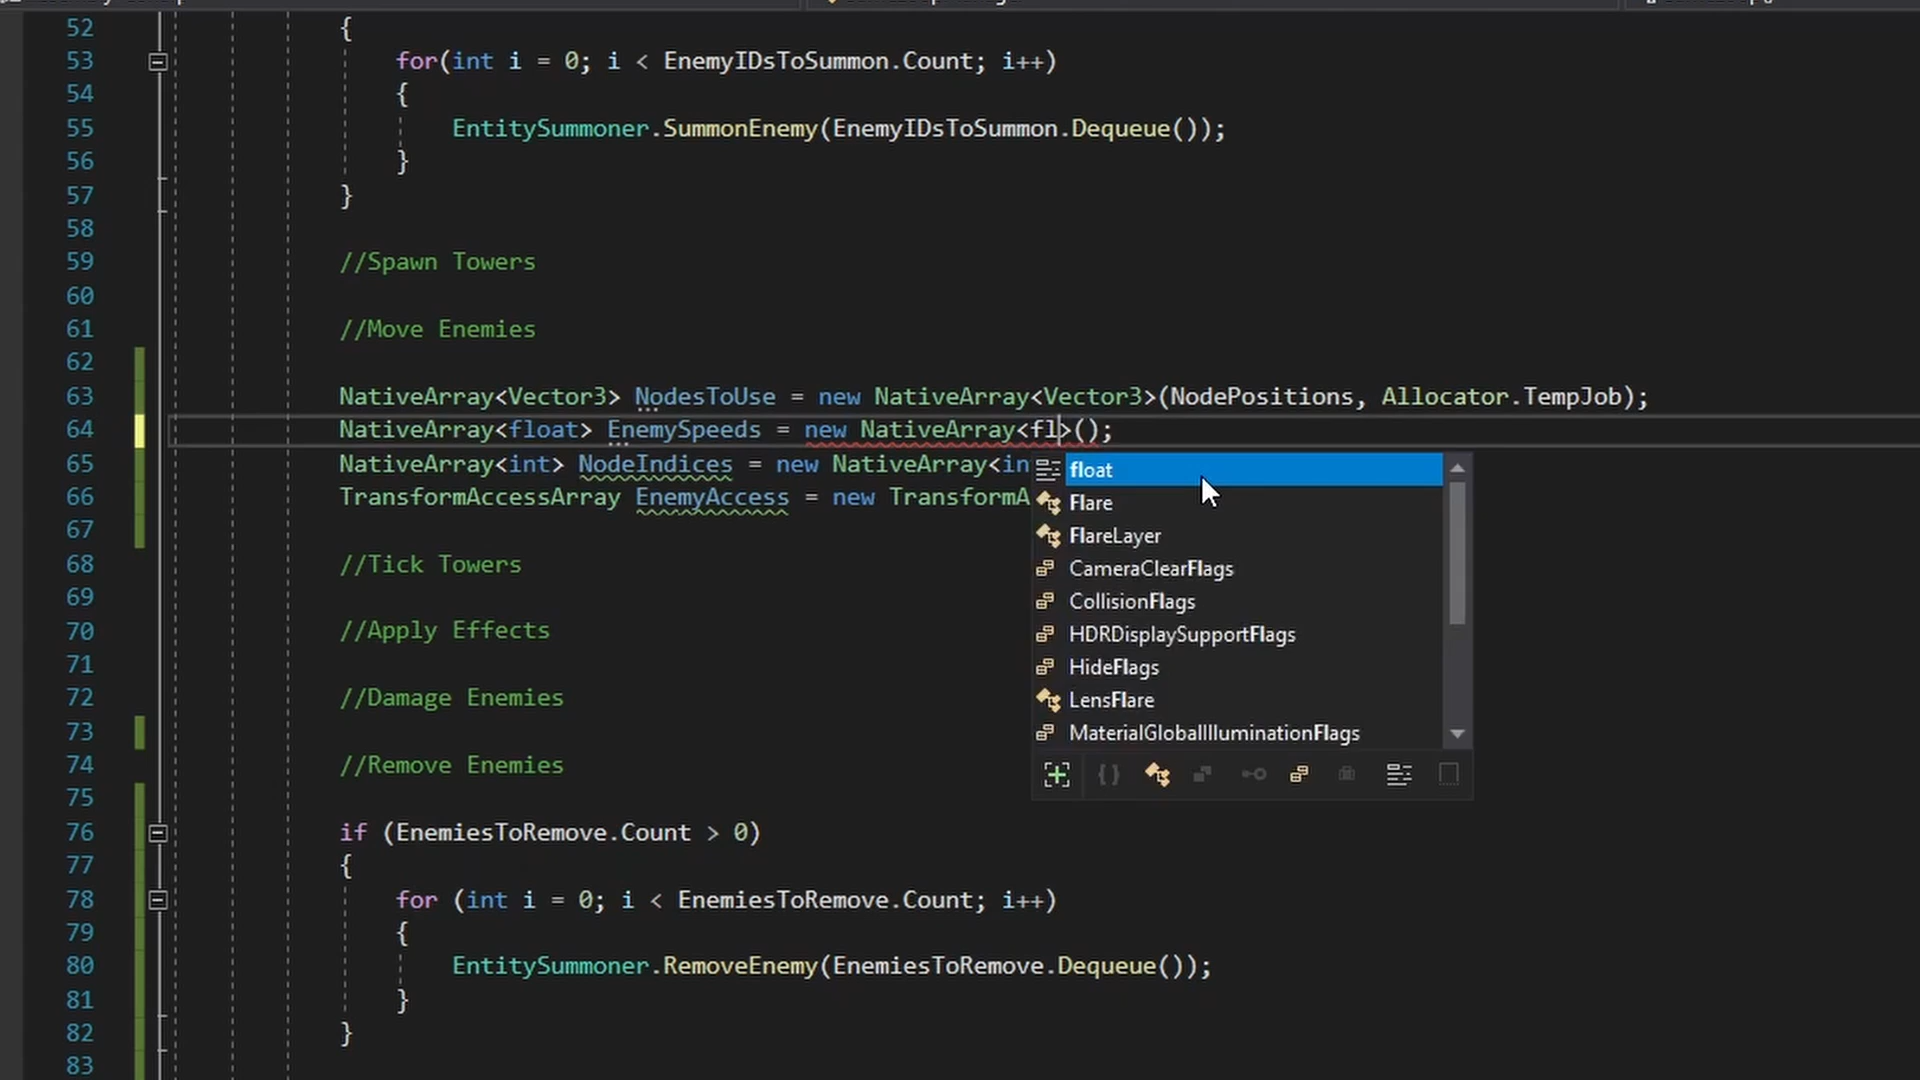 52 {
53 for(int i = 0; i < EnemyIDsToSummon.Count; i++)
54 {
55 EntitySummoner.SummonEnemy(EnemyIDsToSummon.Dequeue());
56 }
57 }
58
59 //Spawn Towers
60
61 //Move Enemies
62
63 NativeArray<Vector3> NodesToUse = new NativeArray<Vector3>(NodePositions, Allocator.TempJob);
64 NativeArray<float> EnemySpeeds = new NativeArray<fl>();
65 NativeArray<int> NodeIndices = new NativeArray<in
66 TransformAccessArray EnemyAccess = new TransformA
67
float
Flare
FlareLayer
CameraClearFlags
CollisionFlags
HDRDisplaySupportFlags
HideFlags
LensFlare
MaterialGlobalIlluminationFlags
68 //Tick Towers
69
70 //Apply Effects
71
72 //Damage Enemies
73
74 //Remove Enemies
75
76 if (EnemiesToRemove.Count > 0)
77 {
78 for (int i = 0; i < EnemiesToRemove.Count; i++)
79 {
80 EntitySummoner.RemoveEnemy(EnemiesToRemove.Dequeue());
81 }
82 }
83